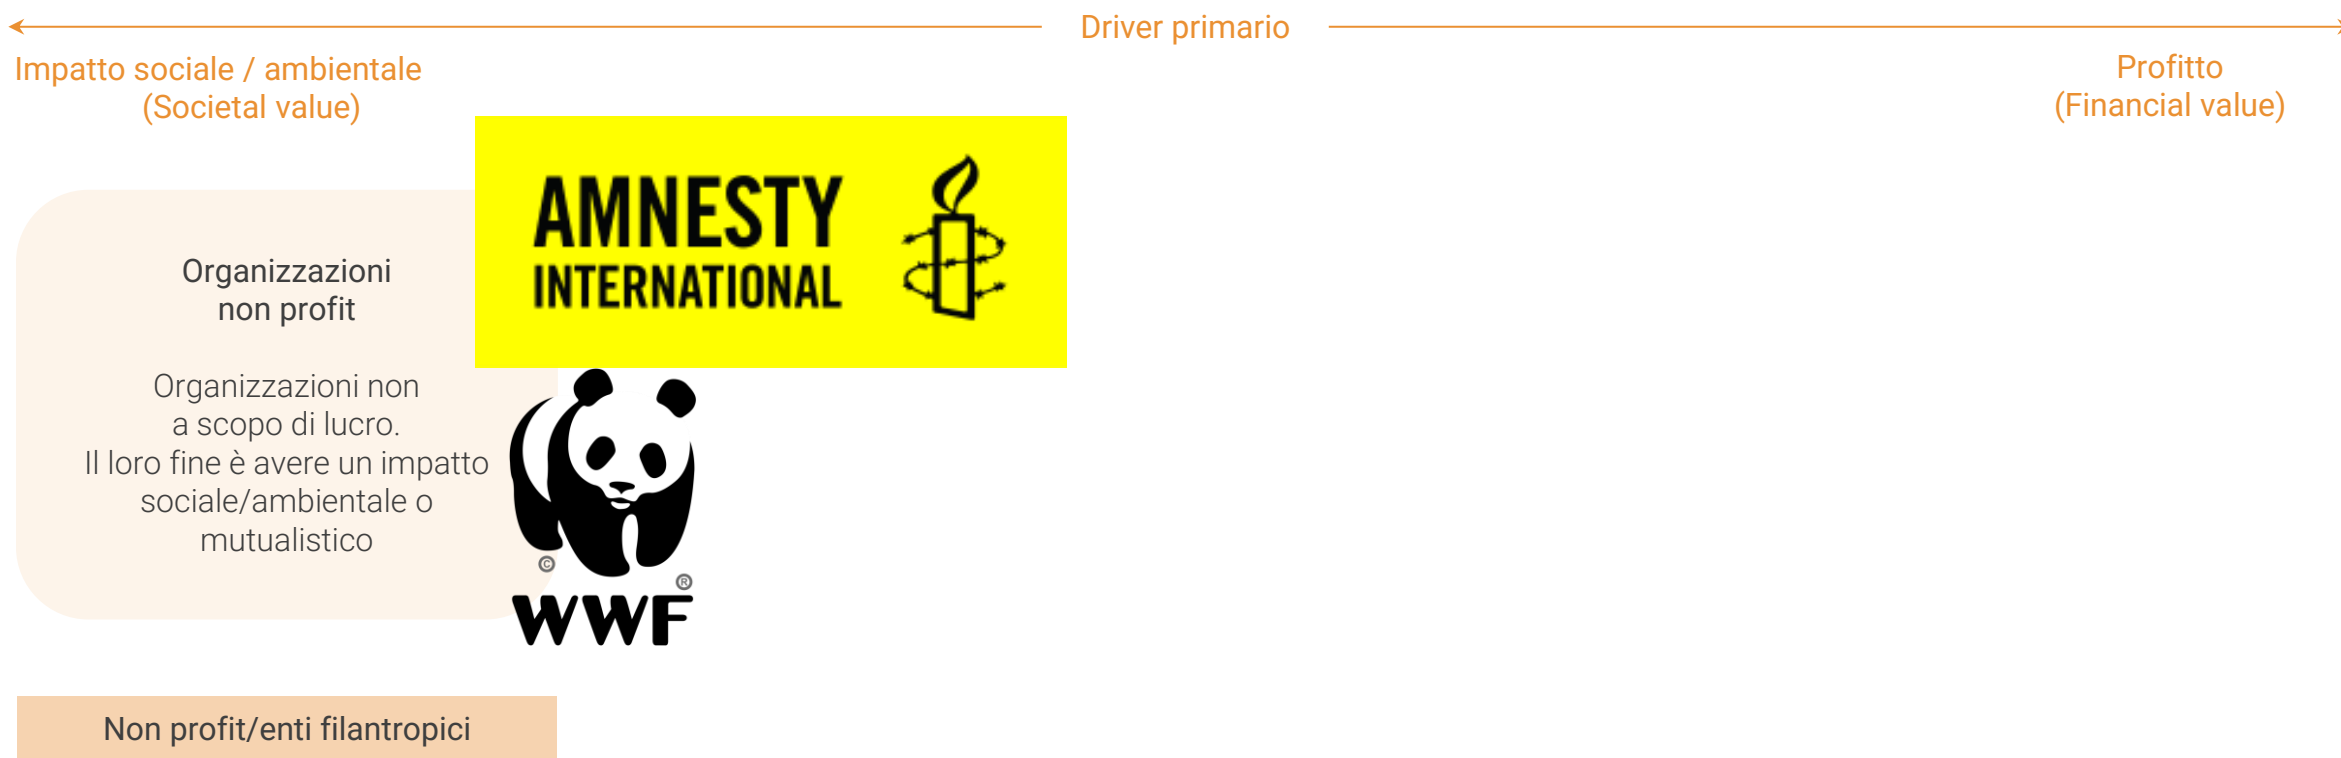 Driver primario
Impatto sociale / ambientale
(Societal value)
Profitto
(Financial value)
AMNESTY
INTERNATIONAL
Organizzazioni
non profit
Organizzazioni non
a scopo di lucro.
Il loro fine è avere un impatto
sociale/ambientale o
mutualistico
©
®
WWF
Non profit/enti filantropici